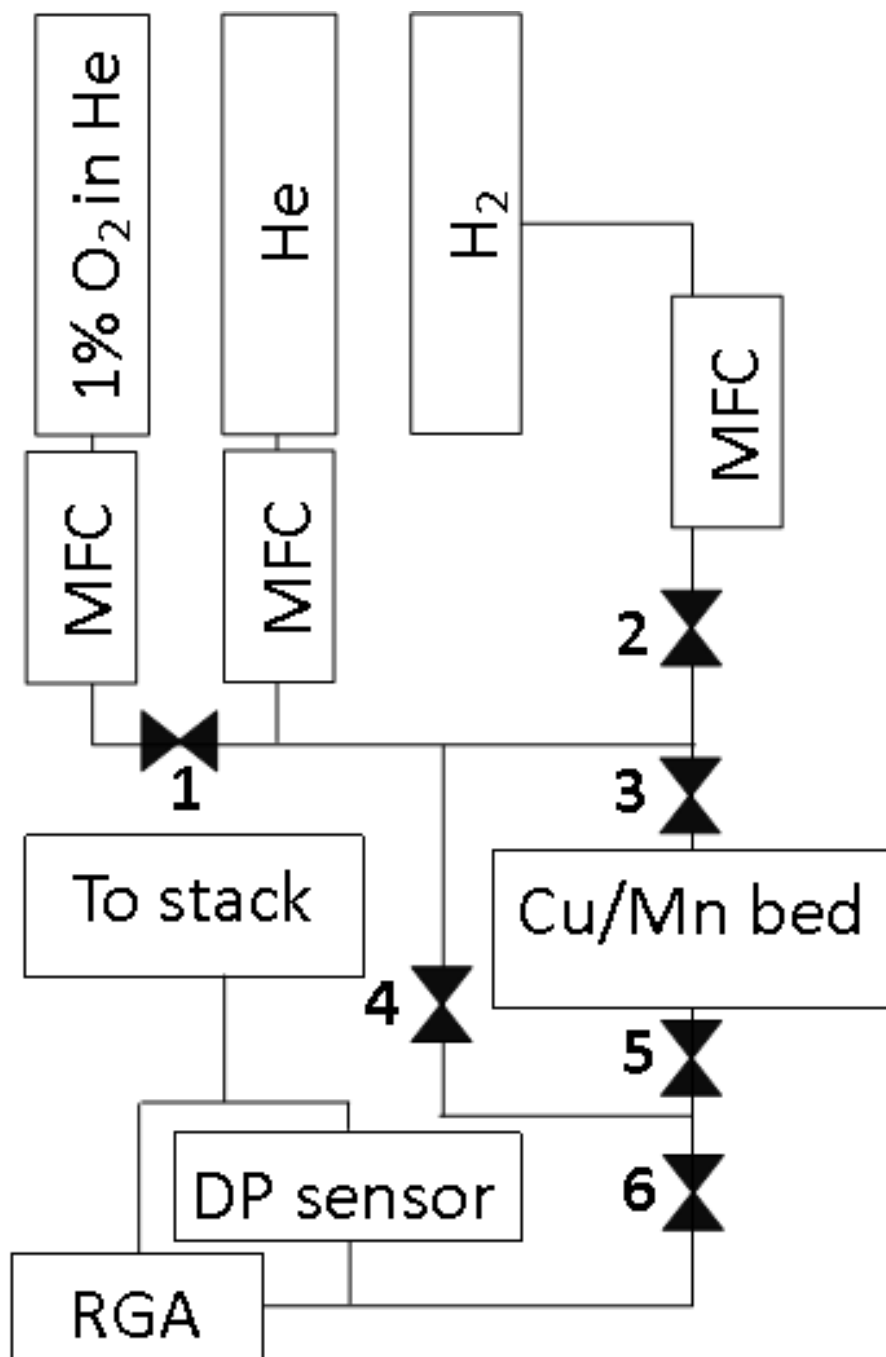 1% O₂ in He
He
H₂
MFC
MFC
MFC
2
1
3
To stack
Cu/Mn bed
4
5
DP sensor
6
RGA